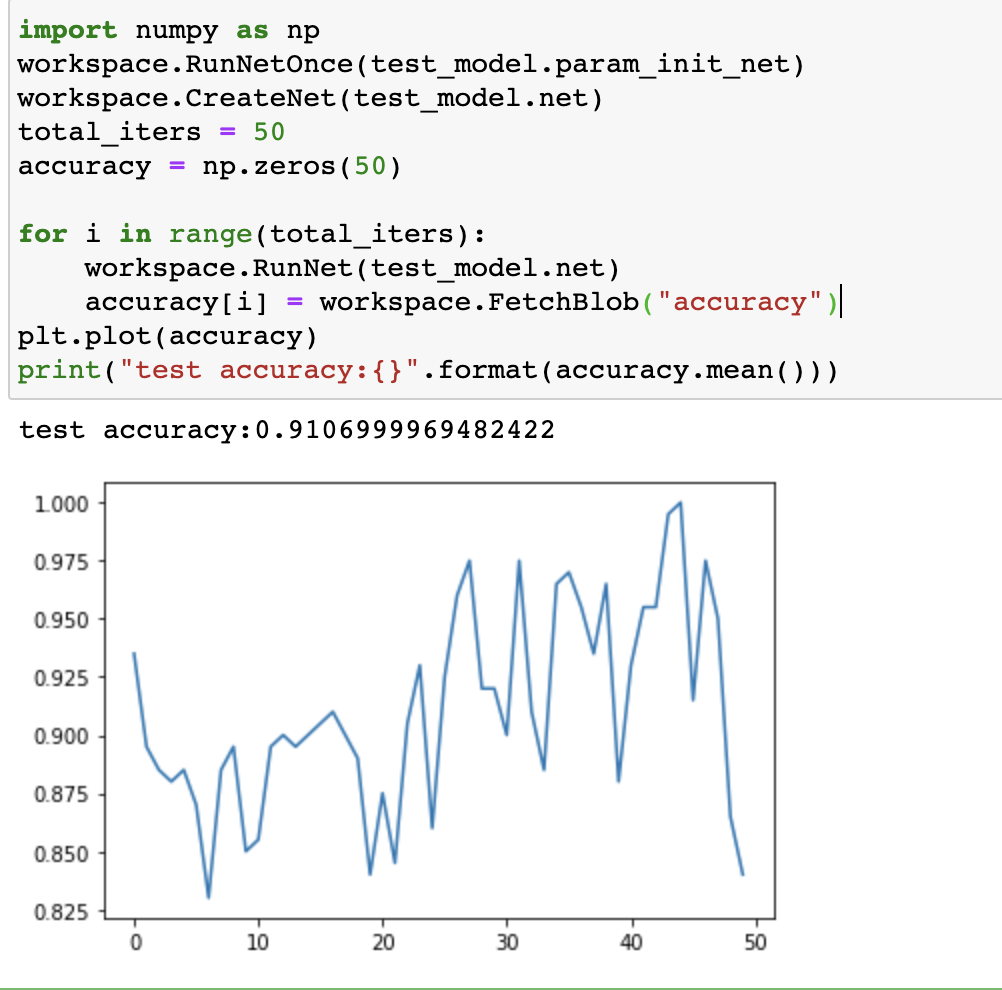 import numpy as np
workspace.RunNetOnce(test_model.param_init_net)
workspace.CreateNet(test_model.net)
total_iters = 50
accuracy = np.zeros(50)
for i in range(total_iters):
    workspace.RunNet(test_model.net)
    accuracy[i] = workspace.FetchBlob("accuracy")
plt.plot(accuracy)
print("test accuracy:{}".format(accuracy.mean()))
test accuracy:0.9106999969482422
1.000
0.975
0.950
0.925
0.900
0.875
0.850
0.825
0 10 20 30 40 50